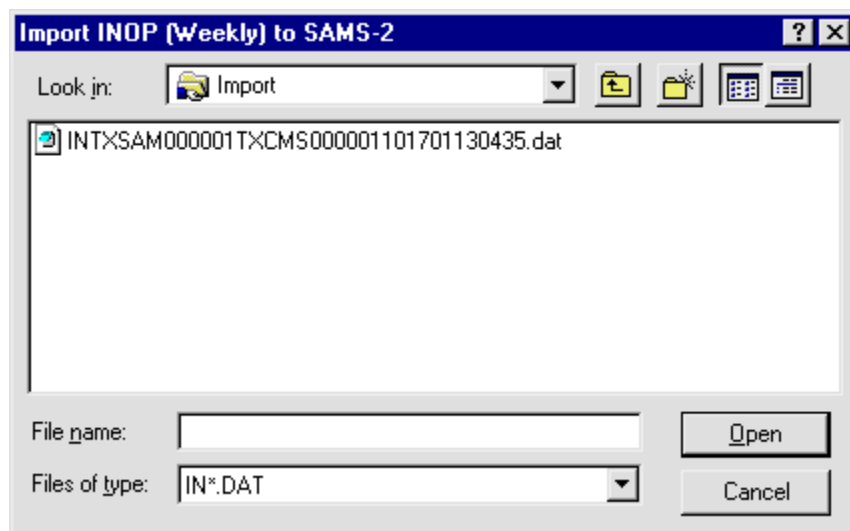 Import INOP (Weekly) to SAMS-2
Look in: Import
INTXSAM000001TXCMS000001101701130435.dat
File name:
Open
Files of type: IN*.DAT
Cancel